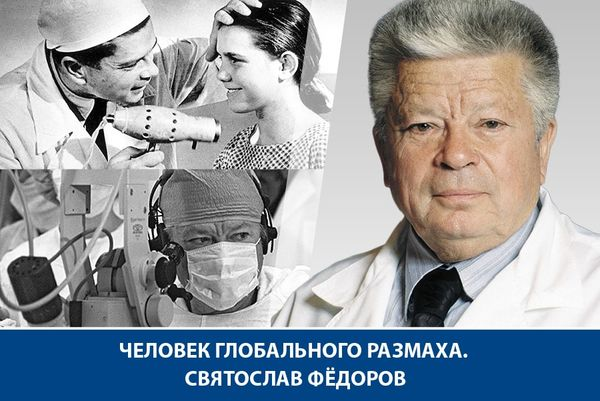 ЧЕЛОВЕК ГЛОБАЛЬНОГО РАЗМАХА.
СВЯТОСЛАВ ФЁДОРОВ